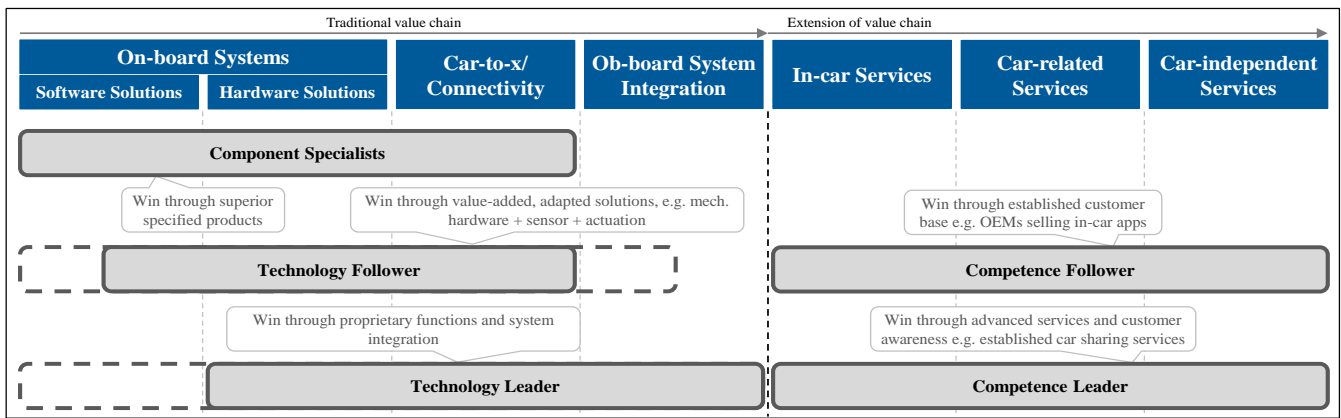 Traditional value chain
Extension of value chain
On-board Systems
Software Solutions
Hardware Solutions
Car-to-x/
Connectivity
Ob-board System
Integration
In-car Services
Car-related
Services
Car-independent
Services
Component Specialists
Win through superior
specified products
Win through value-added, adapted solutions, e.g. mech.
hardware + sensor + actuation
Win through established customer
base e.g. OEMs selling in-car apps
Technology Follower
Competence Follower
Win through proprietary functions and system
integration
Win through advanced services and customer
awareness e.g. established car sharing services
Technology Leader
Competence Leader